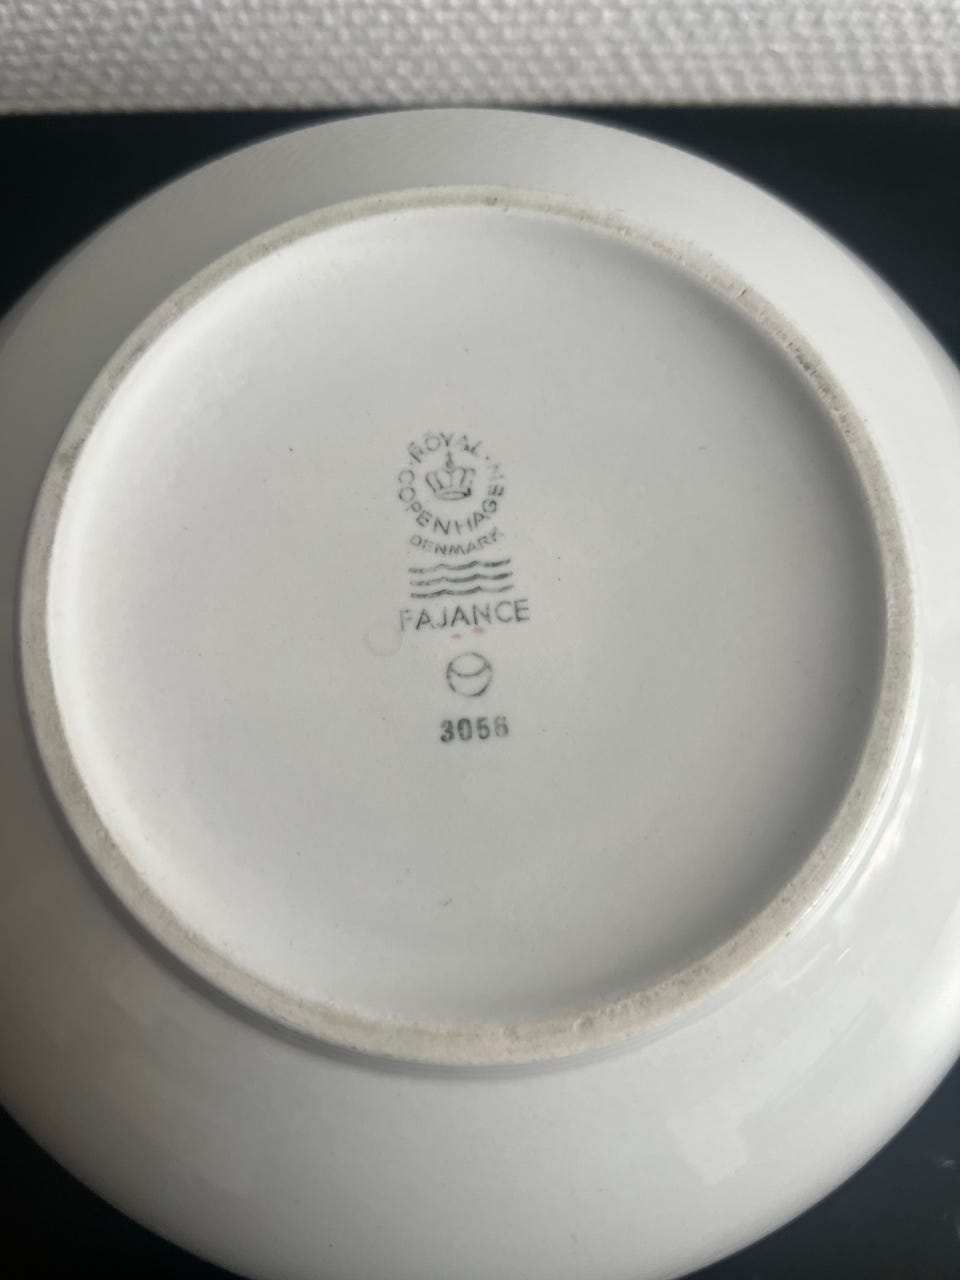 ROYAL
COPENHAGEN
DENMARK
FAJANCE
3056